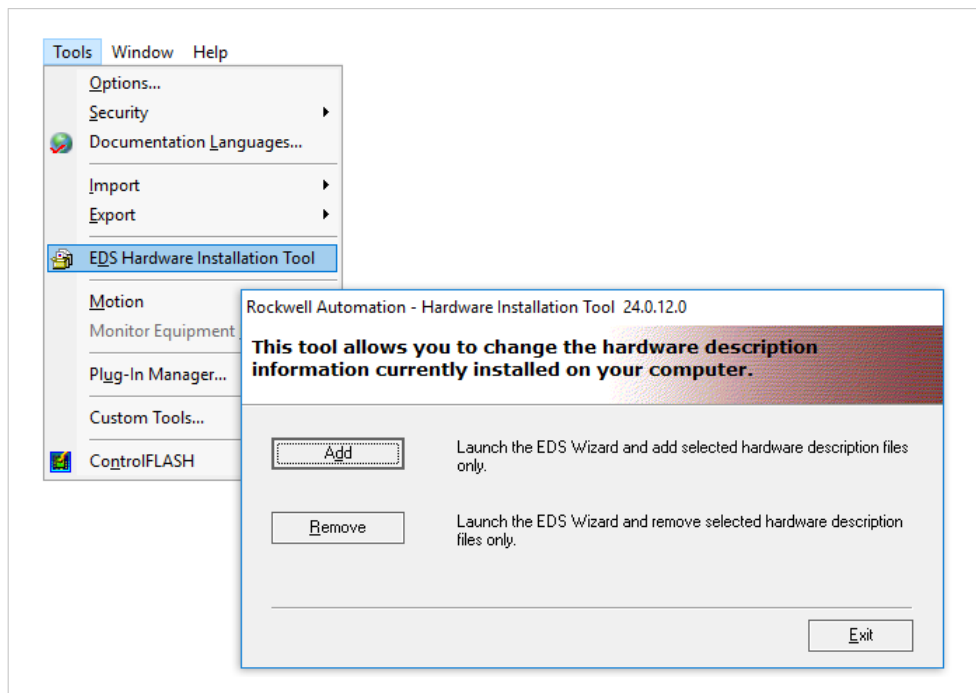 Tools Window Help
Options...
Security
Documentation Languages...
Import
Export
EDS Hardware Installation Tool
Motion
Monitor Equipment
Plug-In Manager...
Custom Tools...
ControlFLASH
Rockwell Automation - Hardware Installation Tool 24.0.12.0
This tool allows you to change the hardware description
information currently installed on your computer.
Add
Launch the EDS Wizard and add selected hardware description files
only.
Remove
Launch the EDS Wizard and remove selected hardware description
files only.
Exit